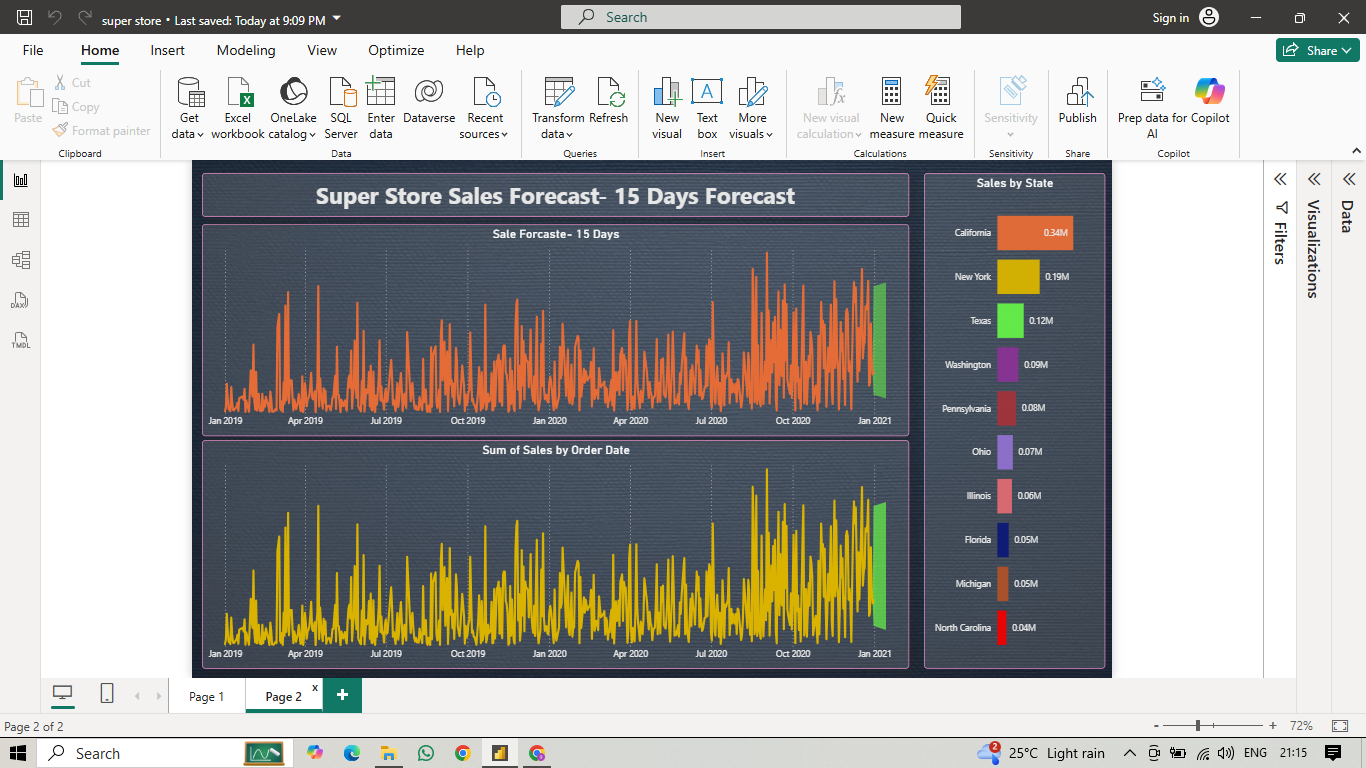 super store • Last saved: Today at 9:09 PM
Search
Sign in
File
Home
Insert
Modeling
View
Optimize
Help
Share
Paste
Cut
Copy
Format painter
Clipboard
Get data
Excel workbook
OneLake catalog
SQL Server
Enter data
Dataverse
Recent sources
Data
Transform data
Refresh
Queries
New visual
Text box
More visuals
Insert
New visual calculation
New measure
Quick measure
Calculations
Sensitivity
Sensitivity
Publish
Share
Prep data for AI
Copilot
Copilot
DAX
TMDL
Super Store Sales Forecast- 15 Days Forecast
Sale Forcaste- 15 Days
Jan 2019 Apr 2019 Jul 2019 Oct 2019 Jan 2020 Apr 2020 Jul 2020 Oct 2020 Jan 2021
Sum of Sales by Order Date
Jan 2019 Apr 2019 Jul 2019 Oct 2019 Jan 2020 Apr 2020 Jul 2020 Oct 2020 Jan 2021
Sales by State
California 0.34M
New York 0.19M
Texas 0.12M
Washington 0.09M
Pennsylvania 0.08M
Ohio 0.07M
Illinois 0.06M
Florida 0.05M
Michigan 0.05M
North Carolina 0.04M
Filters
Visualizations
Data
Page 1
Page 2
x
+
Page 2 of 2
- + 72%
Search
2
25°C Light rain
ENG
21:15